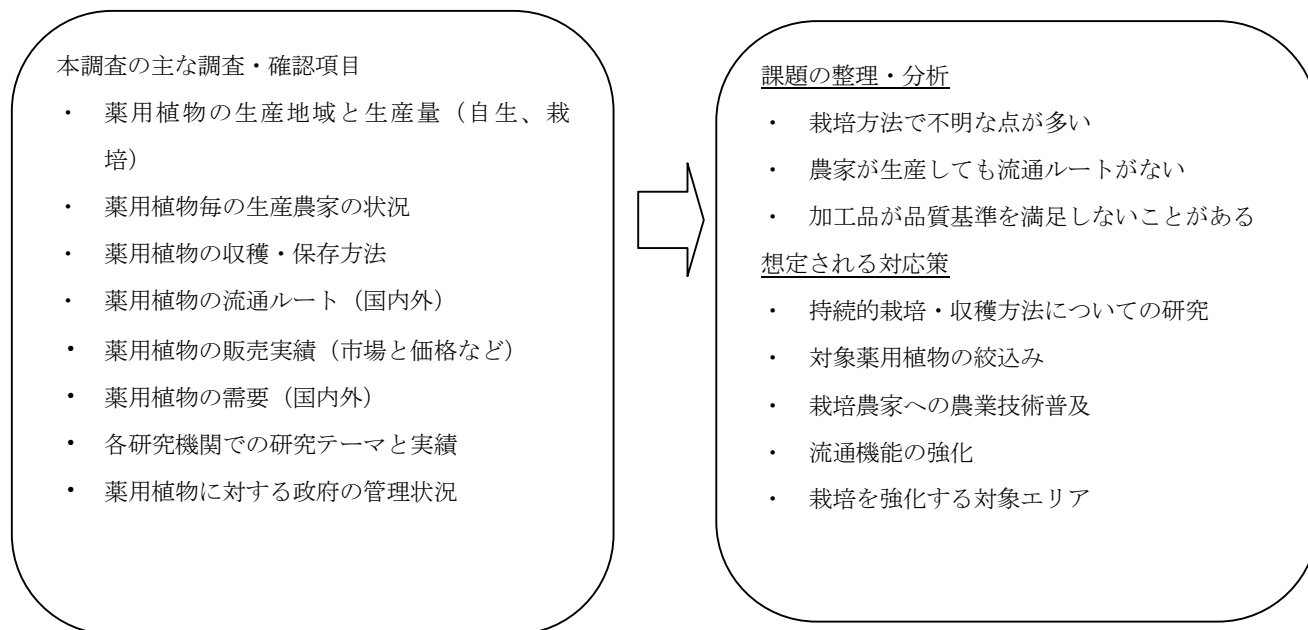 本調査の主な調査・確認項目
・ 薬用植物の生産地域と生産量（自生、栽
培）
・ 薬用植物毎の生産農家の状況
・ 薬用植物の収穫・保存方法
・ 薬用植物の流通ルート（国内外）
・ 薬用植物の販売実績（市場と価格など）
・ 薬用植物の需要（国内外）
・ 各研究機関での研究テーマと実績
・ 薬用植物に対する政府の管理状況
課題の整理・分析
・ 栽培方法で不明な点が多い
・ 農家が生産しても流通ルートがない
・ 加工品が品質基準を満足しないことがある
想定される対応策
・ 持続的栽培・収穫方法についての研究
・ 対象薬用植物の絞込み
・ 栽培農家への農業技術普及
・ 流通機能の強化
・ 栽培を強化する対象エリア